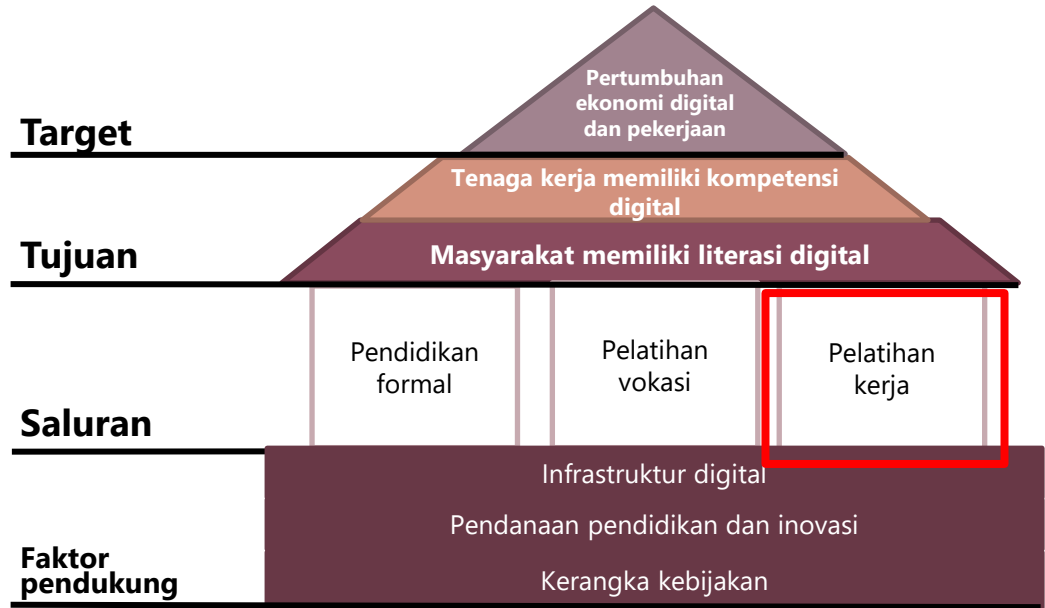 Pertumbuhan
ekonomi digital
dan pekerjaan
Target
Tenaga kerja memiliki kompetensi
digital
Tujuan
Masyarakat memiliki literasi digital
Pendidikan
formal
Pelatihan
vokasi
Pelatihan
kerja
Saluran
Infrastruktur digital
Pendanaan pendidikan dan inovasi
Faktor
pendukung
Kerangka kebijakan